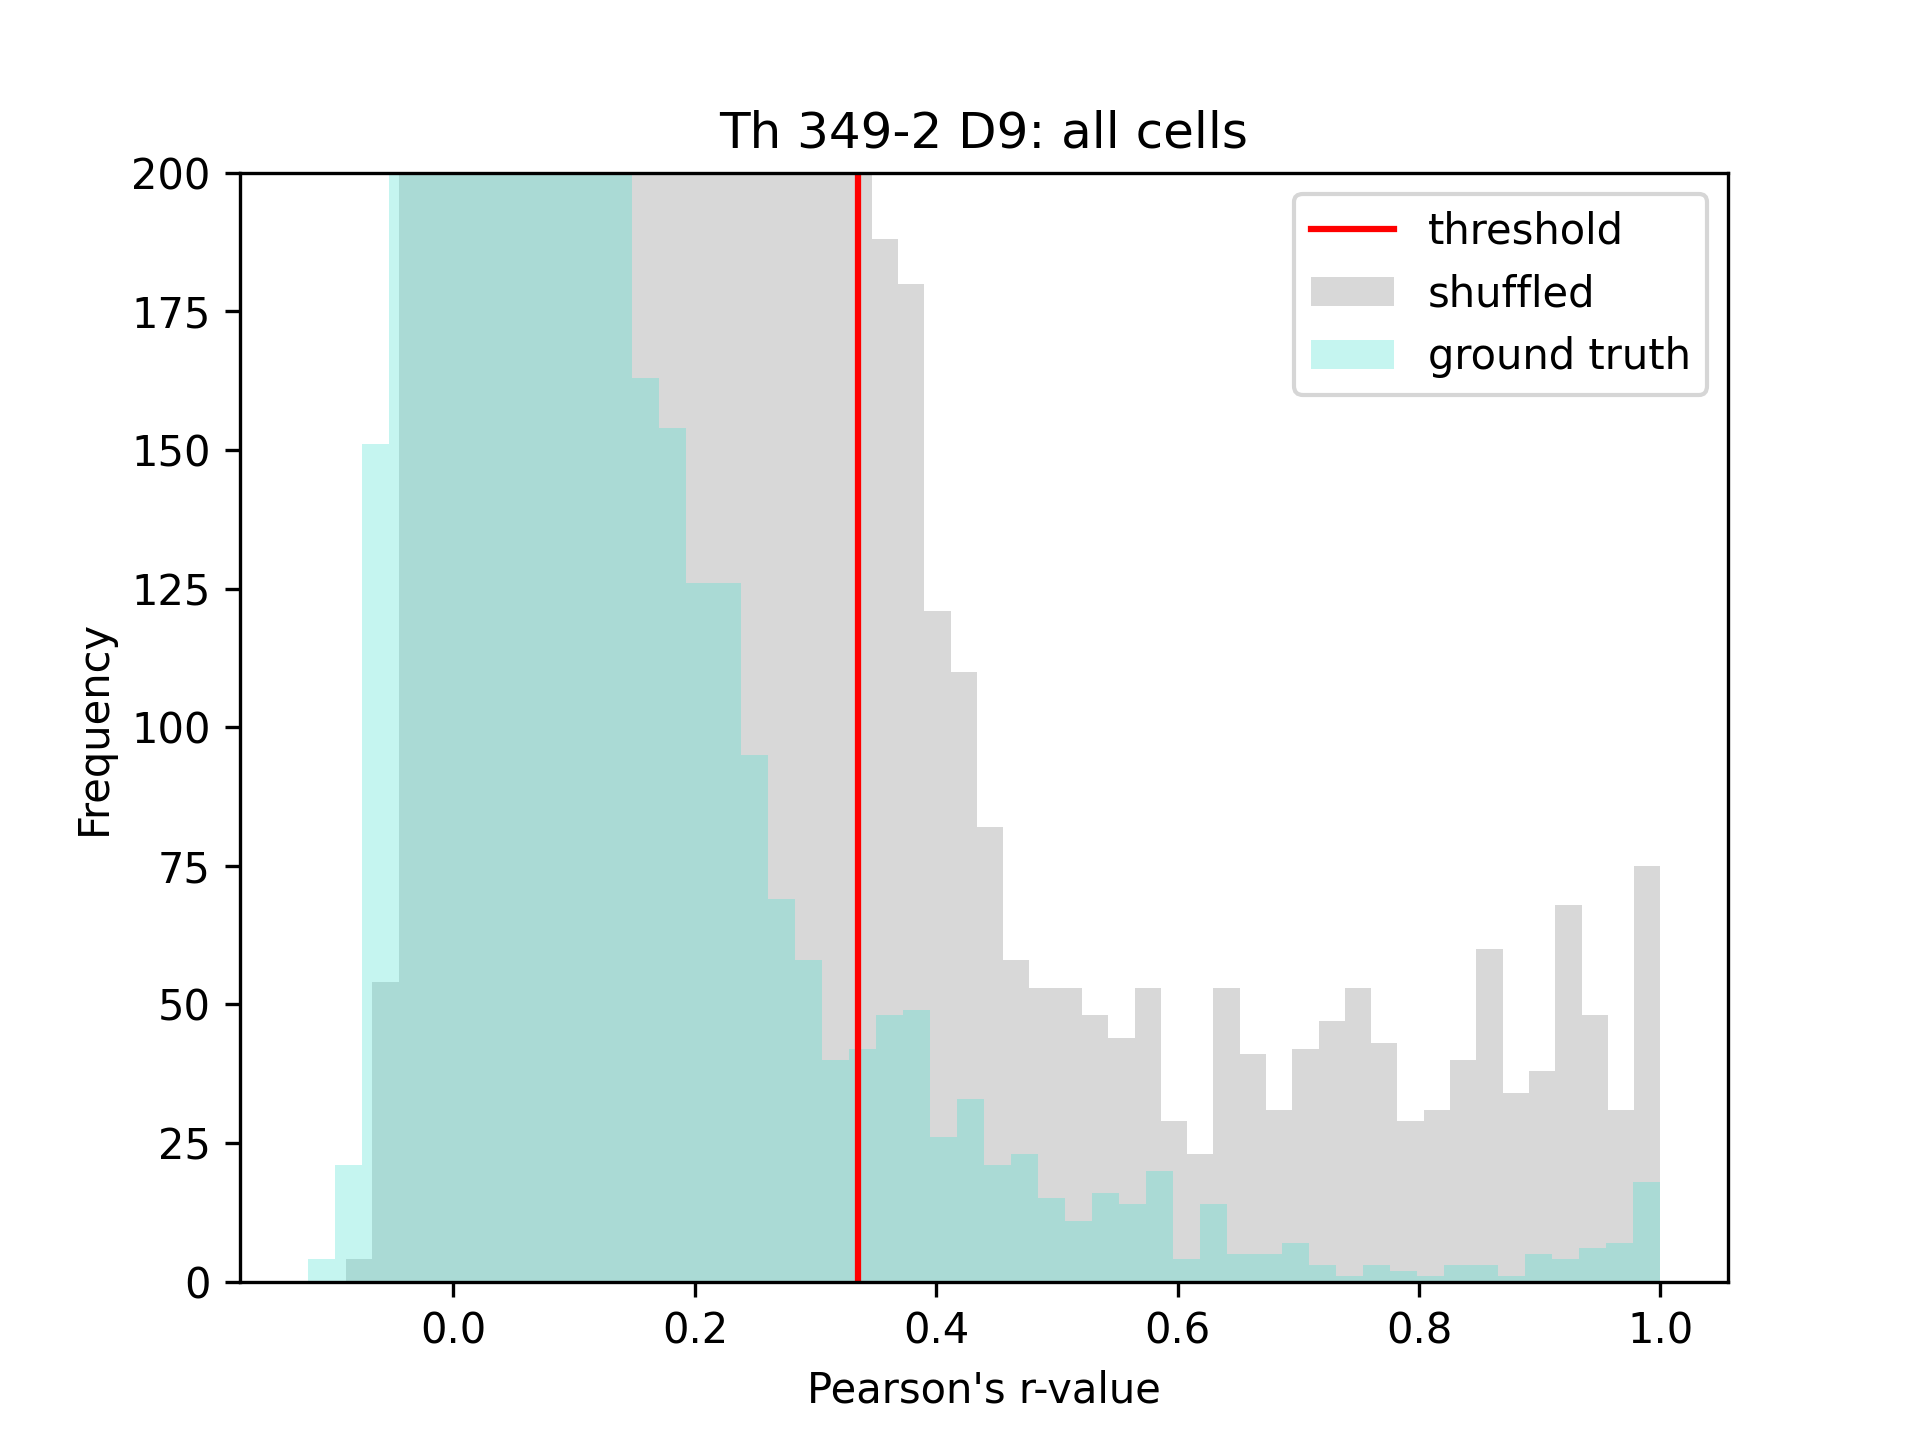 Th 349-2 D9: all cells
threshold
shuffled
ground truth
200
175
150
125
100
75
50
25
0
Frequency
0.0 0.2 0.4 0.6 0.8 1.0
Pearson's r-value